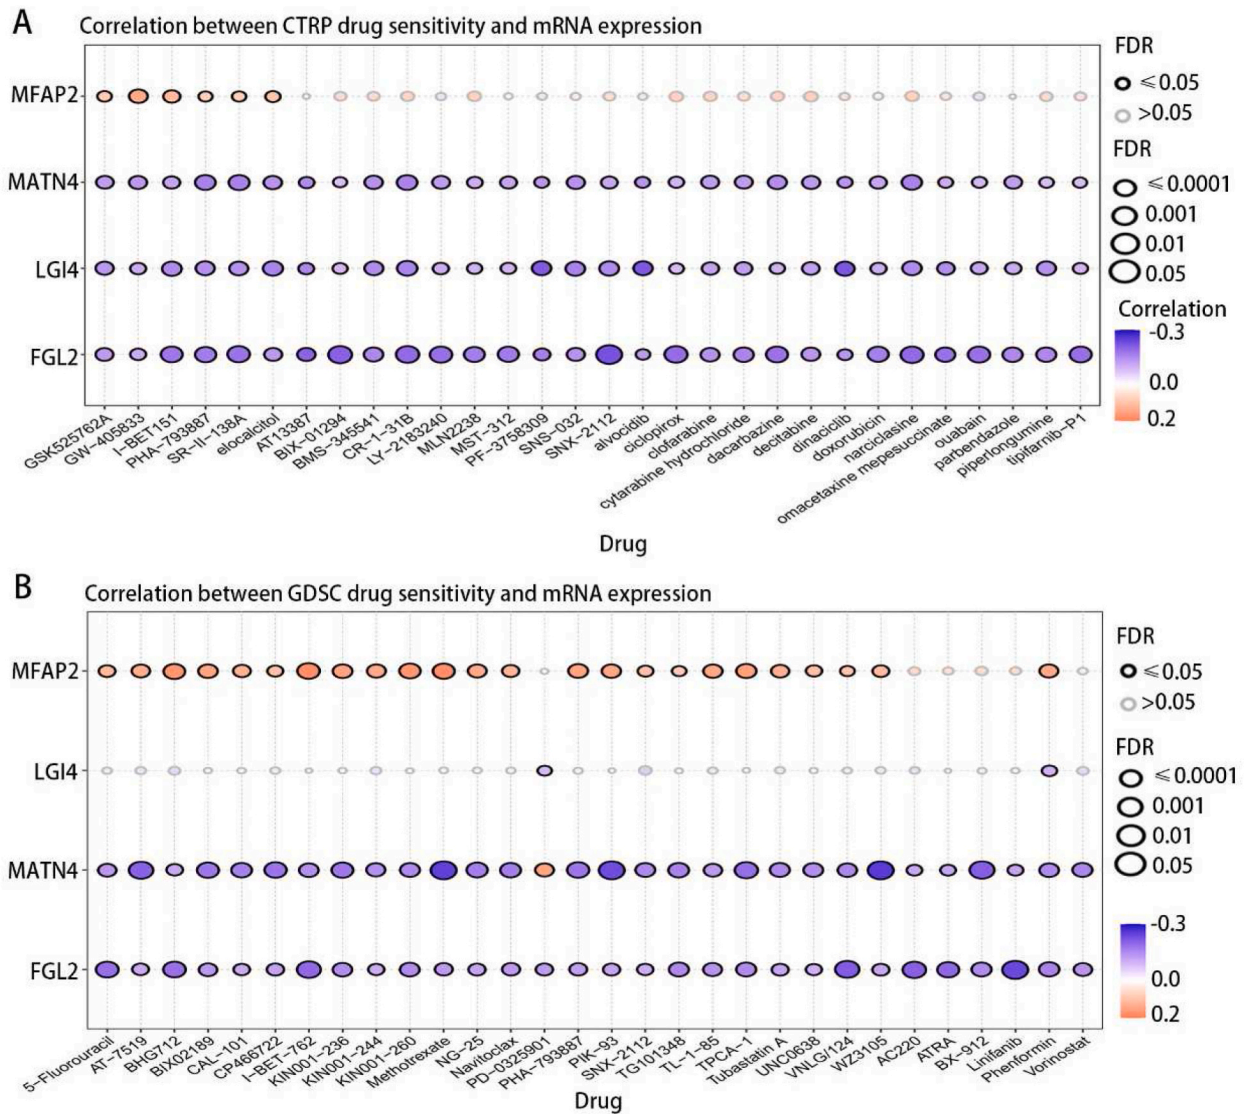 A
Correlation between CTRP drug sensitivity and mRNA expression
MFAP2
MATN4
LGI4
FGL2
GSK525762A
GW-405833
I-BET151
PHA-793887
SR-II-138A
elocalcitol
AT13387
BIX-01294
BMS-345541
CR-1-31B
LY-2183240
MLN2238
MST-312
PF-3758309
SNS-032
SNX-2112
alvocidib
ciclopirox
clofarabine
cytarabine hydrochloride
dacarbazine
decitabine
dinaciclib
doxorubicin
narciclasine
omacetaxine mepesuccinate
ouabain
parbendazole
piperlongumine
tipifarnib-P1
Drug
FDR
≤0.05
>0.05
FDR
≤0.0001
0.001
0.01
0.05
Correlation
-0.3
0.0
0.2
B
Correlation between GDSC drug sensitivity and mRNA expression
MFAP2
LGI4
MATN4
FGL2
5-Fluorouracil
AT-7519
BHG712
BIX02189
CAL-101
CP466722
I-BET-762
KIN001-236
KIN001-244
KIN001-260
Methotrexate
NG-25
Navitoclax
PD-0325901
PHA-793887
PIK-93
SNX-2112
TG101348
TL-1-85
TPCA-1
Tubastatin A
UNC0638
VNLG/124
WZ3105
AC220
ATRA
BX-912
Linifanib
Phenformin
Vorinostat
Drug
FDR
≤0.05
>0.05
FDR
≤0.0001
0.001
0.01
0.05
-0.3
0.0
0.2